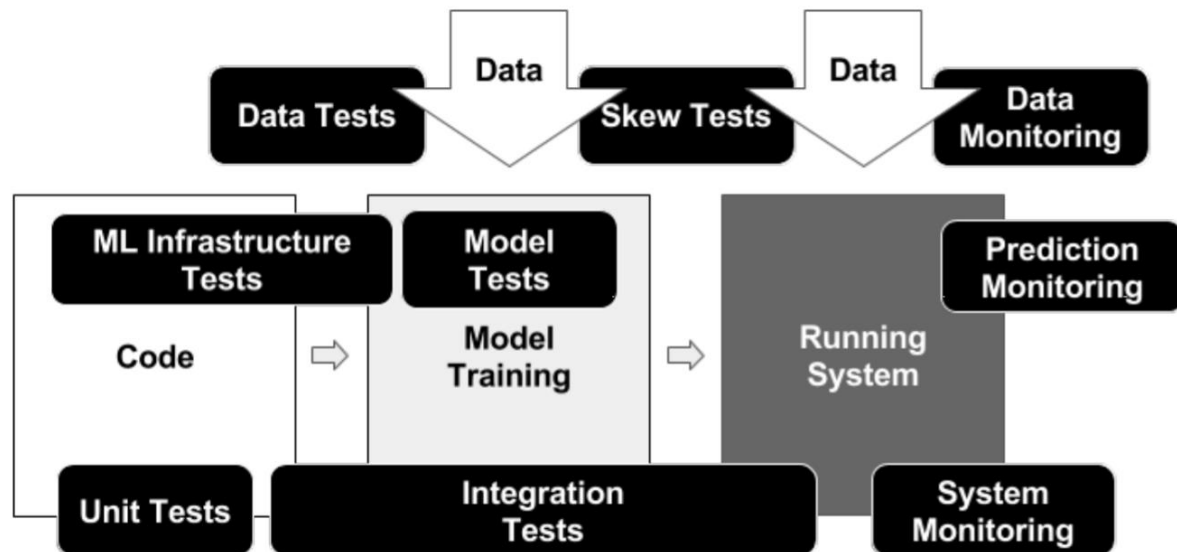 Data
Data
Data Tests
Skew Tests
Data
Monitoring
ML Infrastructure
Tests
Model
Tests
Prediction
Monitoring
Code
Model
Training
Running
System
Unit Tests
Integration
Tests
System
Monitoring